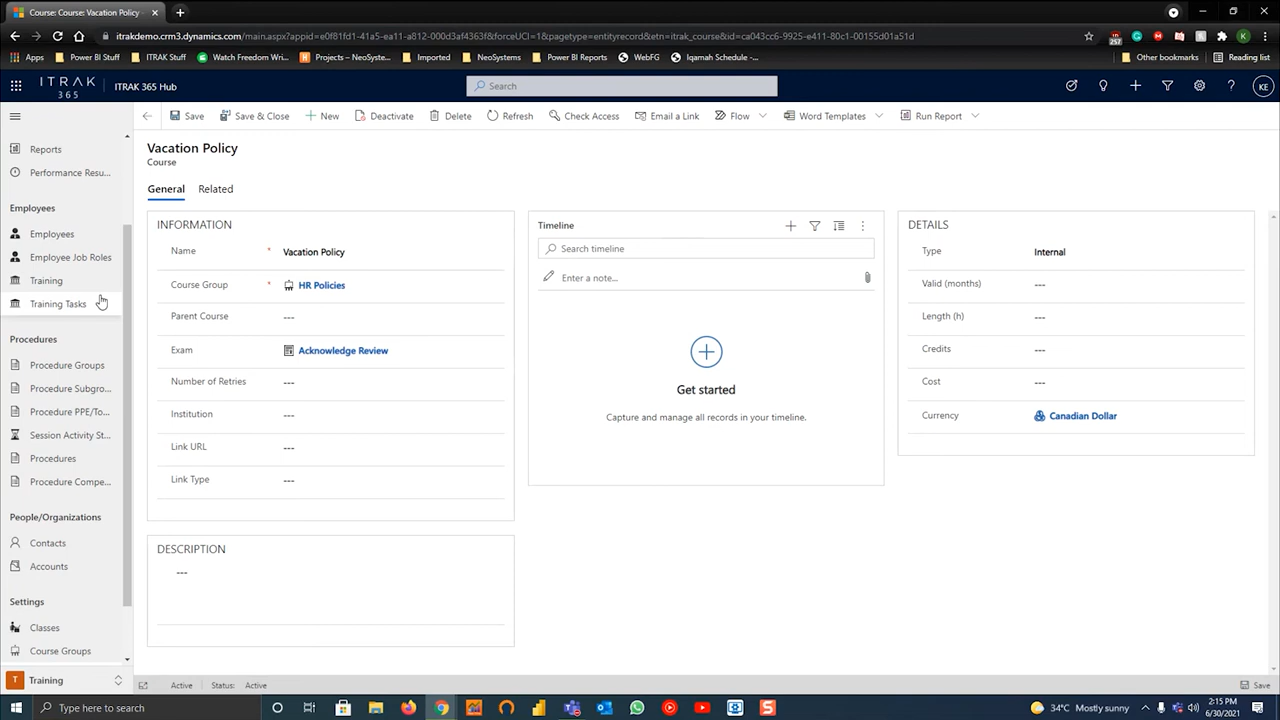 Course: Course: Vacation Policy -
itrakdemo.crm3.dynamics.com/main.aspx?appid=e0f81fd1-41a5-ea11-a812-000d3af4363f&forceUCI=1&pagetype=entityrecord&etn=itrak_course&id=ca043cc6-9925-e411-80c1-00155d01a51d
257
K
Apps
Power BI Stuff
ITRAK Stuff
Watch Freedom Wri...
Projects – NeoSyste...
Imported
NeoSystems
Power BI Reports
WebFG
Iqamah Schedule -...
Other bookmarks
Reading list
ITRAK
365
ITRAK 365 Hub
Search
KE
Save
Save & Close
New
Deactivate
Delete
Refresh
Check Access
Email a Link
Flow
Word Templates
Run Report
Reports
Performance Resu...
Employees
Employees
Employee Job Roles
Training
Training Tasks
Procedures
Procedure Groups
Procedure Subgro...
Procedure PPE/To...
Session Activity St...
Procedures
Procedure Compe...
People/Organizations
Contacts
Accounts
Settings
Classes
Course Groups
T Training
Vacation Policy
Course
General
Related
INFORMATION
Name * Vacation Policy
Course Group * HR Policies
Parent Course ---
Exam Acknowledge Review
Number of Retries ---
Institution ---
Link URL ---
Link Type ---
DESCRIPTION
---
Timeline
Search timeline
Enter a note...
Get started
Capture and manage all records in your timeline.
DETAILS
Type Internal
Valid (months) ---
Length (h) ---
Credits ---
Cost ---
Currency Canadian Dollar
Active
Status: Active
Save
Type here to search
34°C Mostly sunny
2:15 PM
6/30/2021